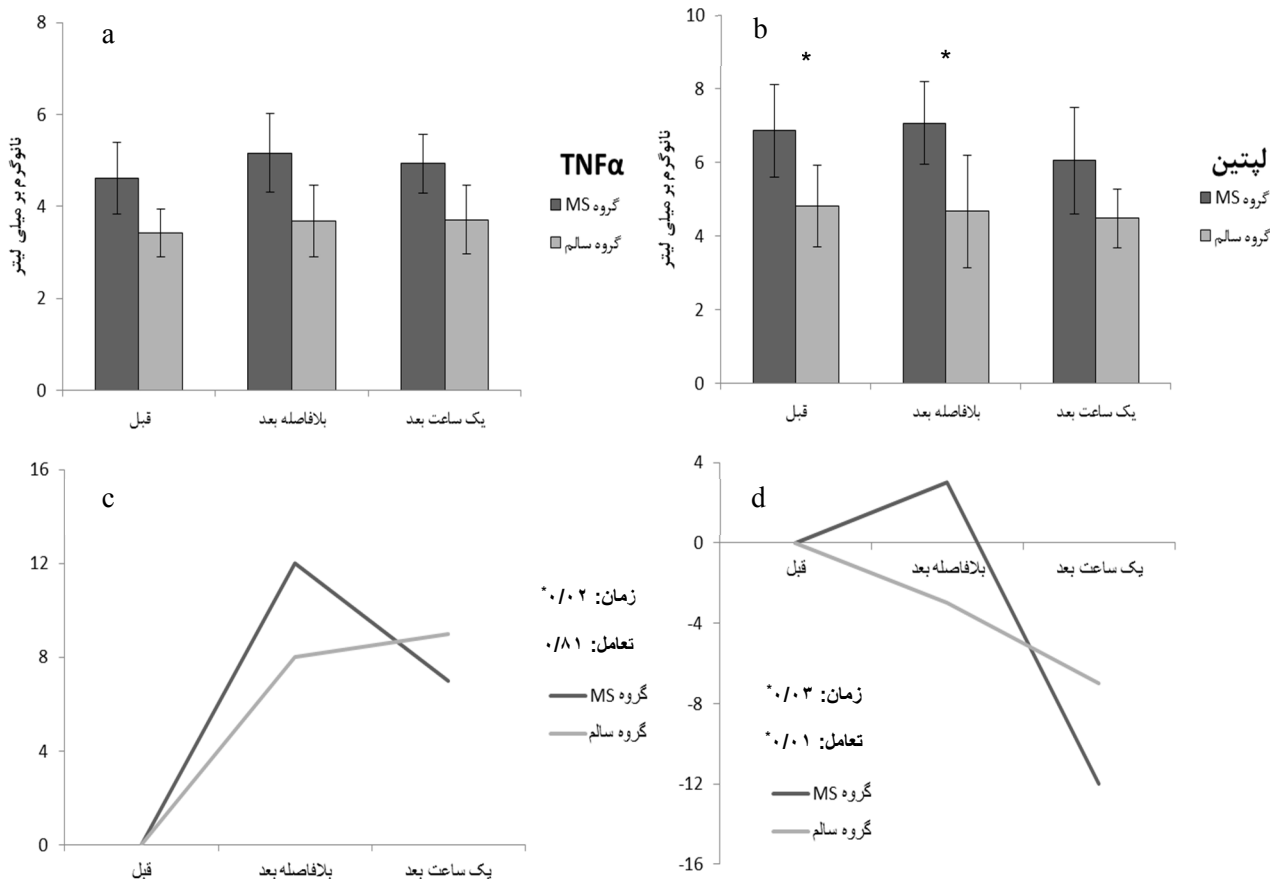 a
8
6
4
2
0
نانوگرم بر میلی لیتر
TNFα
گروه MS
گروه سالم
قبل
بلافاصله بعد
یک ساعت بعد
b
10
8
6
4
2
0
نانوگرم بر میلی لیتر
*
*
لپتین
گروه MS
گروه سالم
قبل
بلافاصله بعد
یک ساعت بعد
c
16
12
8
4
0
زمان: ۰/۰۲*
تعامل: ۰/۸۱
گروه MS
گروه سالم
قبل
بلافاصله بعد
یک ساعت بعد
d
4
0
-4
-8
-12
-16
قبل
بلافاصله بعد
یک ساعت بعد
زمان: ۰/۰۳*
تعامل: ۰/۰۱*
گروه MS
گروه سالم